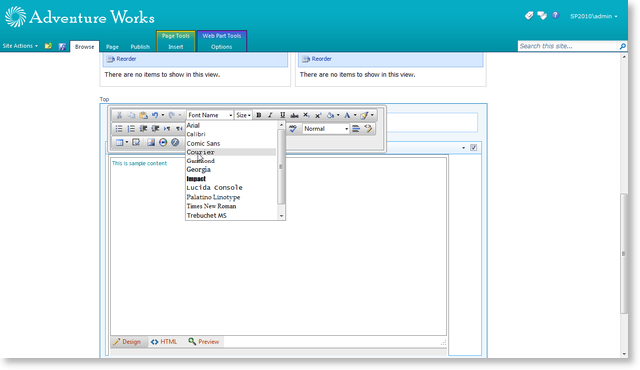 Adventure Works
SP2010\admin
Page Tools
Web Part Tools
Site Actions
Browse
Page
Publish
Insert
Options
Search this site...
Reorder
Reorder
There are no items to show in this view.
There are no items to show in this view.
Top
Font Name
Size
B I U abc X₂ X² A
Normal
Arial
Calibri
Comic Sans
Courier
Garamond
Georgia
Impact
Lucida Console
Palatino Linotype
Times New Roman
Trebuchet MS
This is sample content
Design
HTML
Preview